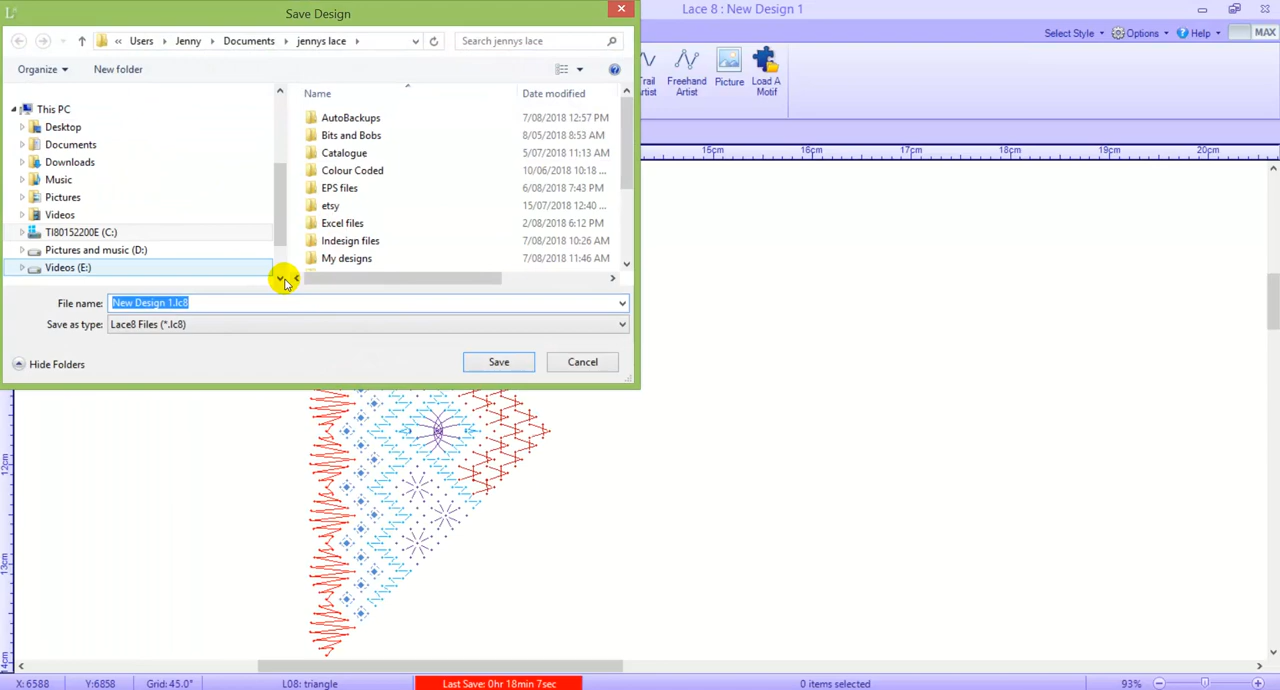 Save Design
Lace 8 : New Design 1
« Users Jenny Documents jennys lace
Search jennys lace
Select Style Options Help MAX
Organize New folder
Trail Artist
Freehand Artist
Picture
Load A Motif
Name Date modified
This PC
Desktop
Documents
Downloads
Music
Pictures
Videos
TI80152200E (C:)
Pictures and music (D:)
Videos (E:)
AutoBackups 7/08/2018 12:57 PM
Bits and Bobs 8/05/2018 8:53 AM
Catalogue 5/07/2018 11:13 AM
Colour Coded 10/06/2018 10:18 ...
EPS files 6/08/2018 7:43 PM
etsy 15/07/2018 12:40 ...
Excel files 2/08/2018 6:12 PM
Indesign files 7/08/2018 10:26 AM
My designs 7/08/2018 11:46 AM
15cm 16cm 17cm 18cm 19cm 20cm
File name: New Design 1.lc8
Save as type: Lace8 Files (*.lc8)
Hide Folders Save Cancel
12cm
13cm
14cm
X: 6588 Y:6858 Grid: 45.0° L08: triangle Last Save: 0hr 18min 7sec 0 items selected 93%